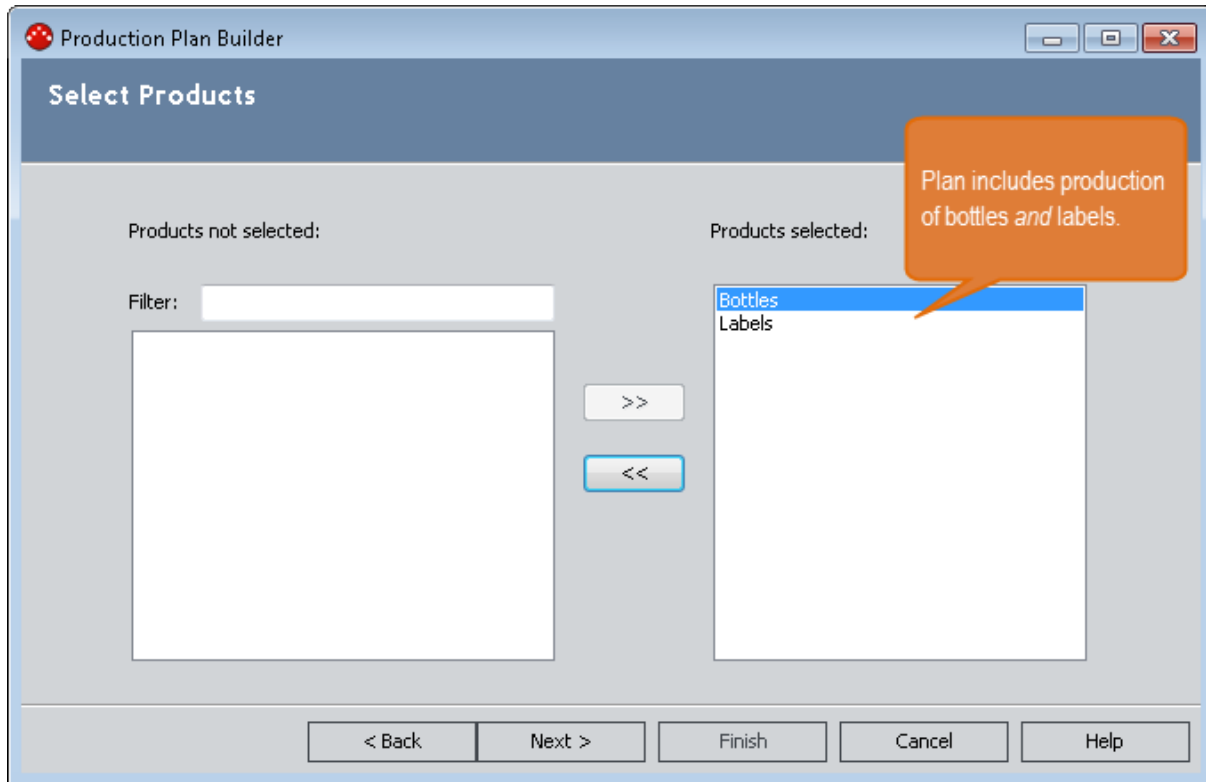 Production Plan Builder
Select Products
Plan includes production
of bottles and labels.
Products not selected:
Products selected:
Filter:
Bottles
Labels
>>
<<
< Back
Next >
Finish
Cancel
Help